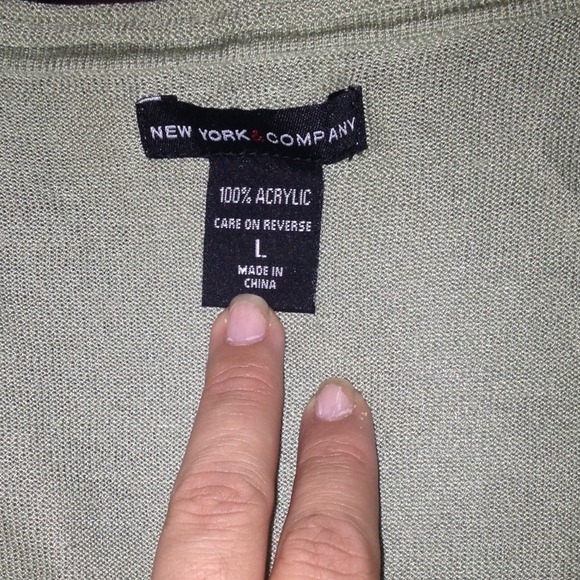 NEW YORK & COMPANY
100% ACRYLIC
CARE ON REVERSE
L
MADE IN
CHINA